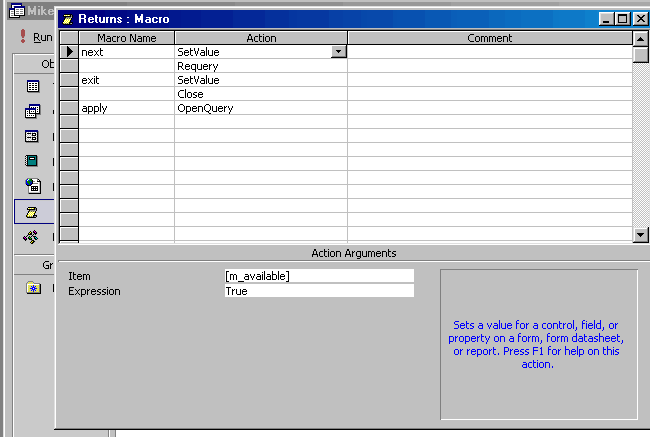 Mike
Returns : Macro
Run
Macro Name Action Comment
next SetValue
Requery
exit SetValue
Close
apply OpenQuery
Ob
Gr
Action Arguments
Item [m_available]
Expression True
Sets a value for a control, field, or
property on a form, form datasheet,
or report. Press F1 for help on this
action.